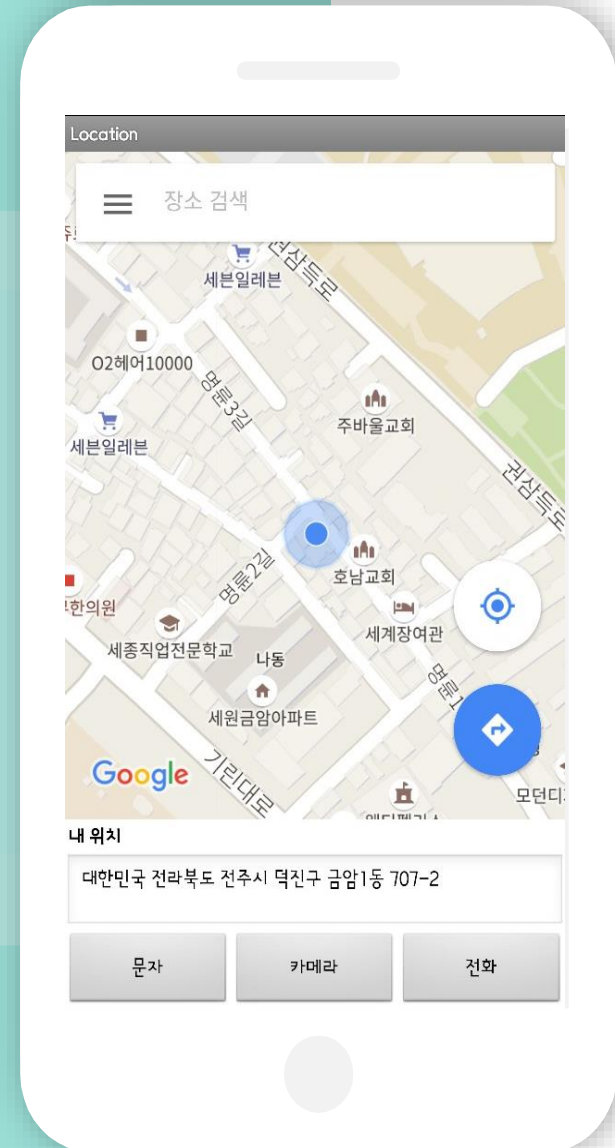 Location
장소 검색
권삼득로
세븐일레븐
O2헤어10000
명륜3길
주바울교회
세븐일레븐
권삼득로
호남교회
명륜2길
한의원
세계장여관
세종직업전문학교
나동
명륜1
세원금암아파트
Google
기린대로
모던디
내 위치
대한민국 전라북도 전주시 덕진구 금암1동 707-2
문자
카메라
전화